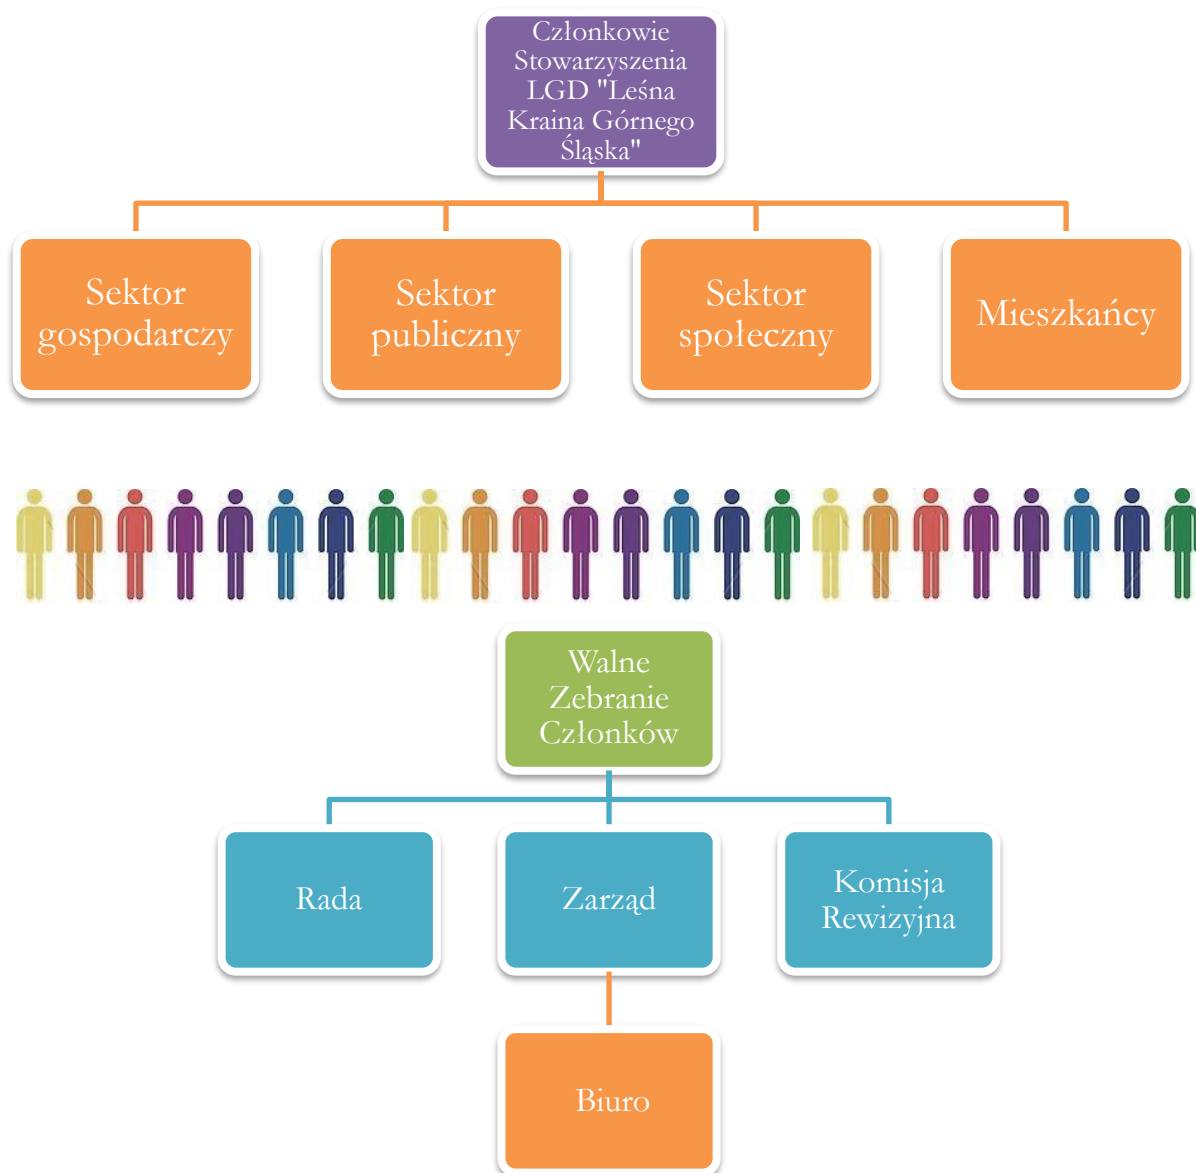 Członkowie
Stowarzyszenia
LGD "Leśna
Kraina Górnego
Śląska"
Sektor
gospodarczy
Sektor
publiczny
Sektor
społeczny
Mieszkańcy
Walne
Zebranie
Członków
Rada
Zarząd
Komisja
Rewizyjna
Biuro